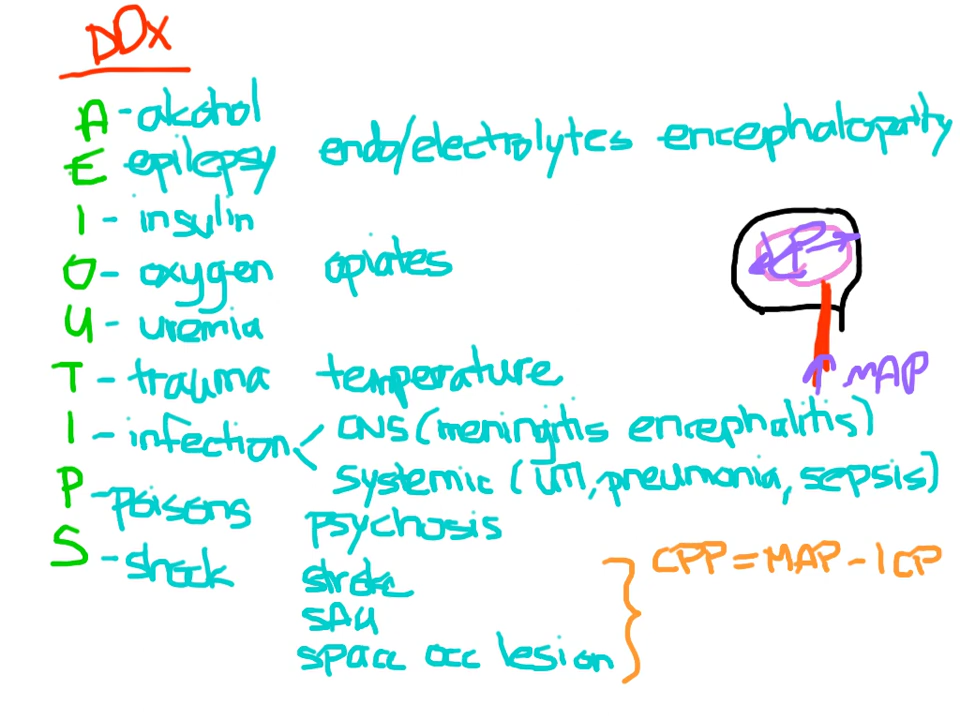 DDx
A - alcohol
E epilepsy endo/electrolytes encephalopathy
I - insulin
O - oxygen opiates
U - uremia
T - trauma temperature
I - infection CNS (meningitis encephalitis)
systemic (UTI, pneumonia, sepsis)
P - poisons psychosis
S - shock stroke
SAH
space occ lesion
CPP = MAP - ICP
ICP
MAP